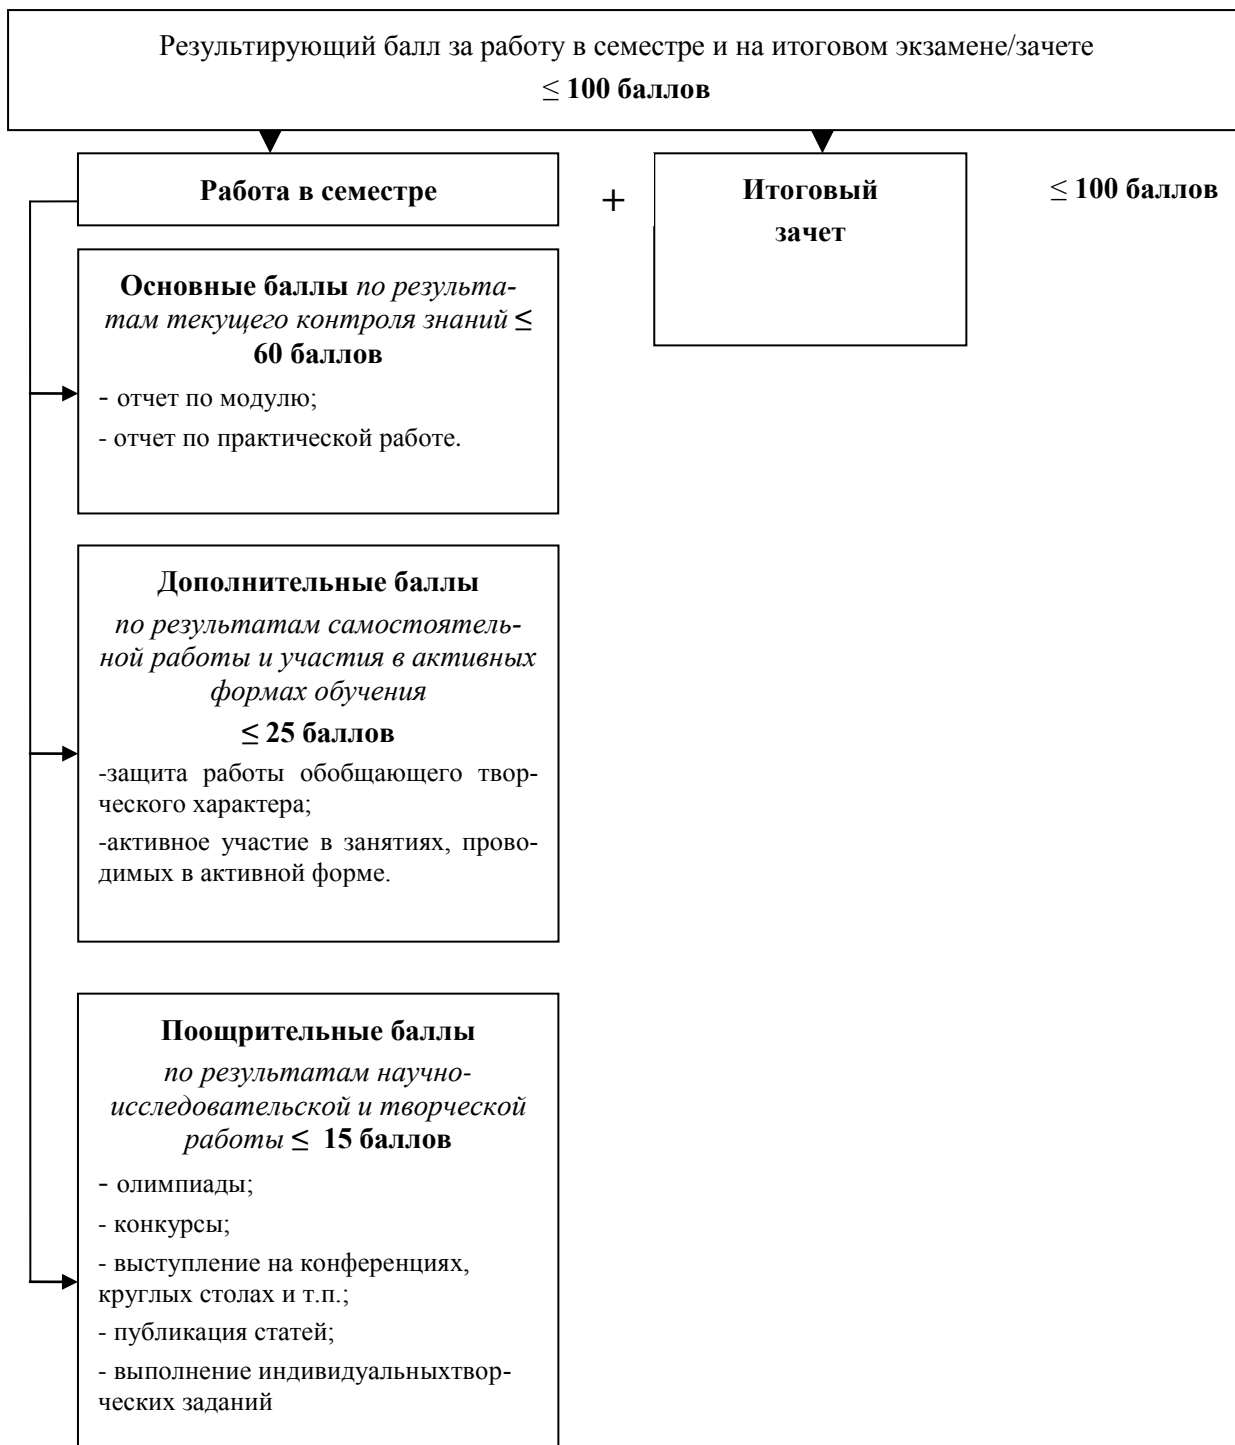 Результирующий балл за работу в семестре и на итоговом экзамене/зачете
≤ 100 баллов
Работа в семестре
+
Итоговый
зачет
≤ 100 баллов
Основные баллы по результа-
там текущего контроля знаний ≤
60 баллов
- отчет по модулю;
- отчет по практической работе.
Дополнительные баллы
по результатам самостоятель-
ной работы и участия в активных
формах обучения
≤ 25 баллов
-защита работы обобщающего твор-
ческого характера;
-активное участие в занятиях, прово-
димых в активной форме.
Поощрительные баллы
по результатам научно-
исследовательской и творческой
работы ≤ 15 баллов
- олимпиады;
- конкурсы;
- выступление на конференциях,
круглых столах и т.п.;
- публикация статей;
- выполнение индивидуальныхтвор-
ческих заданий